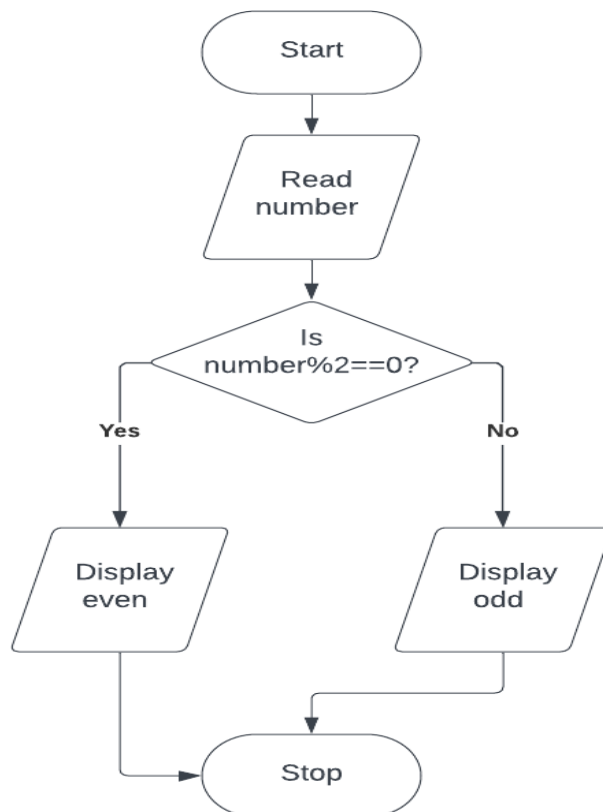 Start
Read
number
Is
number%2==0?
Yes
No
Display
even
Display
odd
Stop